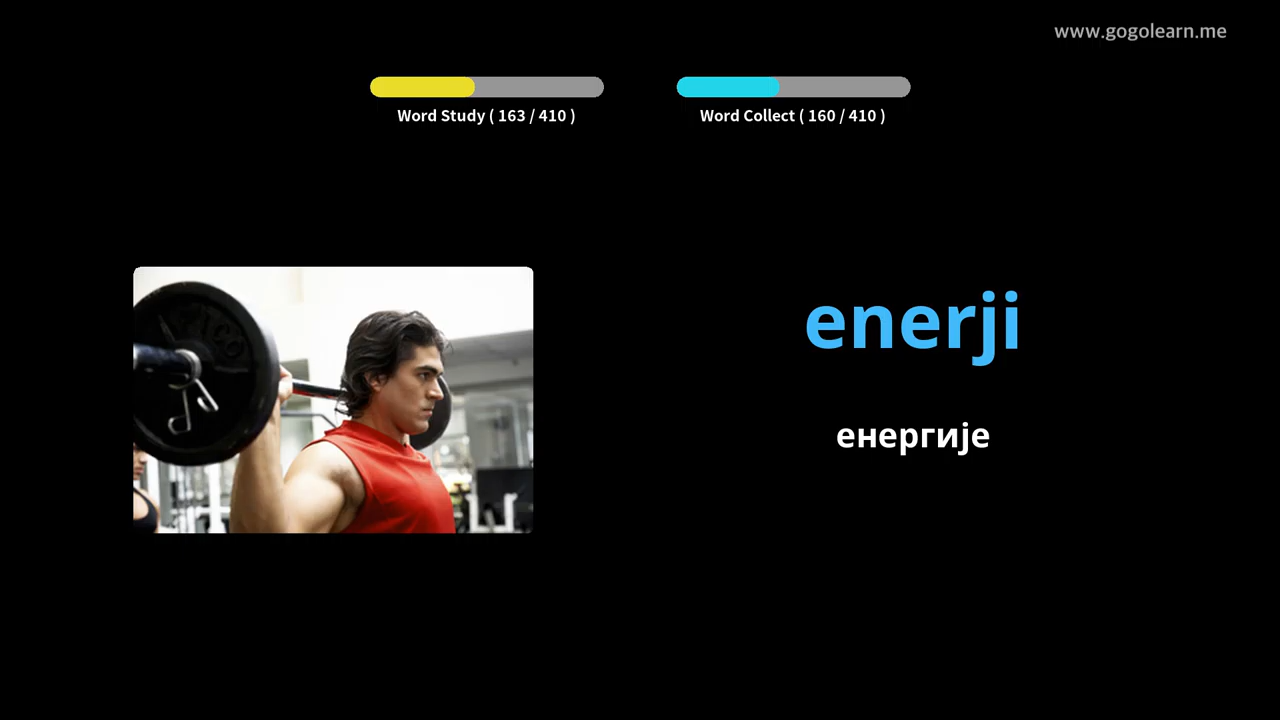 www.gogolearn.me
Word Study ( 163 / 410 )
Word Collect ( 160 / 410 )
enerji
енергије